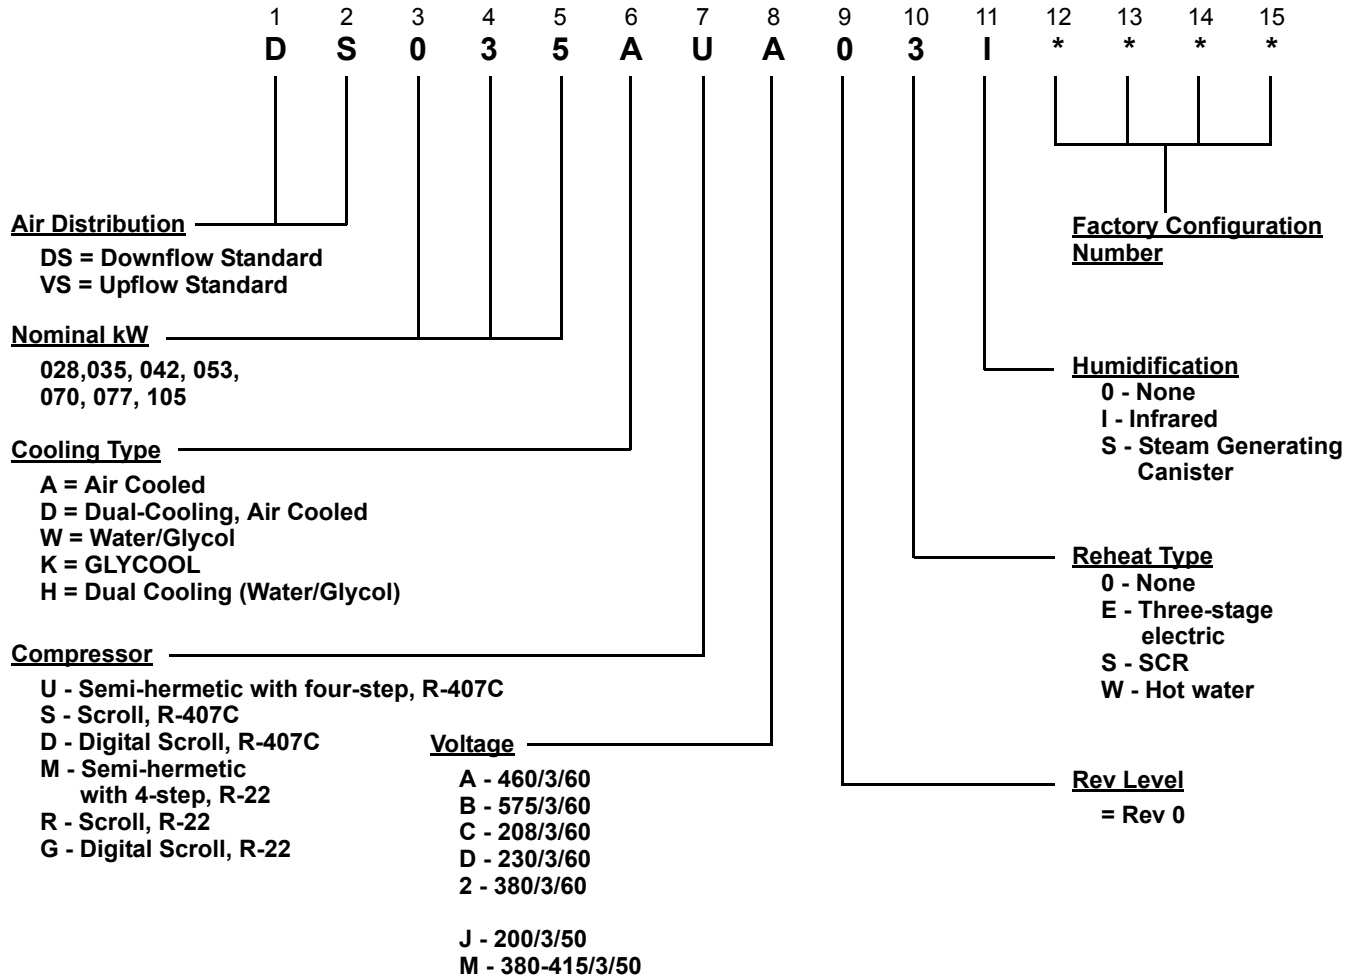 1 2 3 4 5 6 7 8 9 10 11 12 13 14 15
D S 0 3 5 A U A 0 3 I * * * *
Air Distribution
DS = Downflow Standard
VS = Upflow Standard
Nominal kW
028,035, 042, 053,
070, 077, 105
Cooling Type
A = Air Cooled
D = Dual-Cooling, Air Cooled
W = Water/Glycol
K = GLYCOOL
H = Dual Cooling (Water/Glycol)
Compressor
U - Semi-hermetic with four-step, R-407C
S - Scroll, R-407C
D - Digital Scroll, R-407C
M - Semi-hermetic
with 4-step, R-22
R - Scroll, R-22
G - Digital Scroll, R-22
Voltage
A - 460/3/60
B - 575/3/60
C - 208/3/60
D - 230/3/60
2 - 380/3/60
J - 200/3/50
M - 380-415/3/50
Factory Configuration
Number
Humidification
0 - None
I - Infrared
S - Steam Generating
Canister
Reheat Type
0 - None
E - Three-stage
electric
S - SCR
W - Hot water
Rev Level
= Rev 0